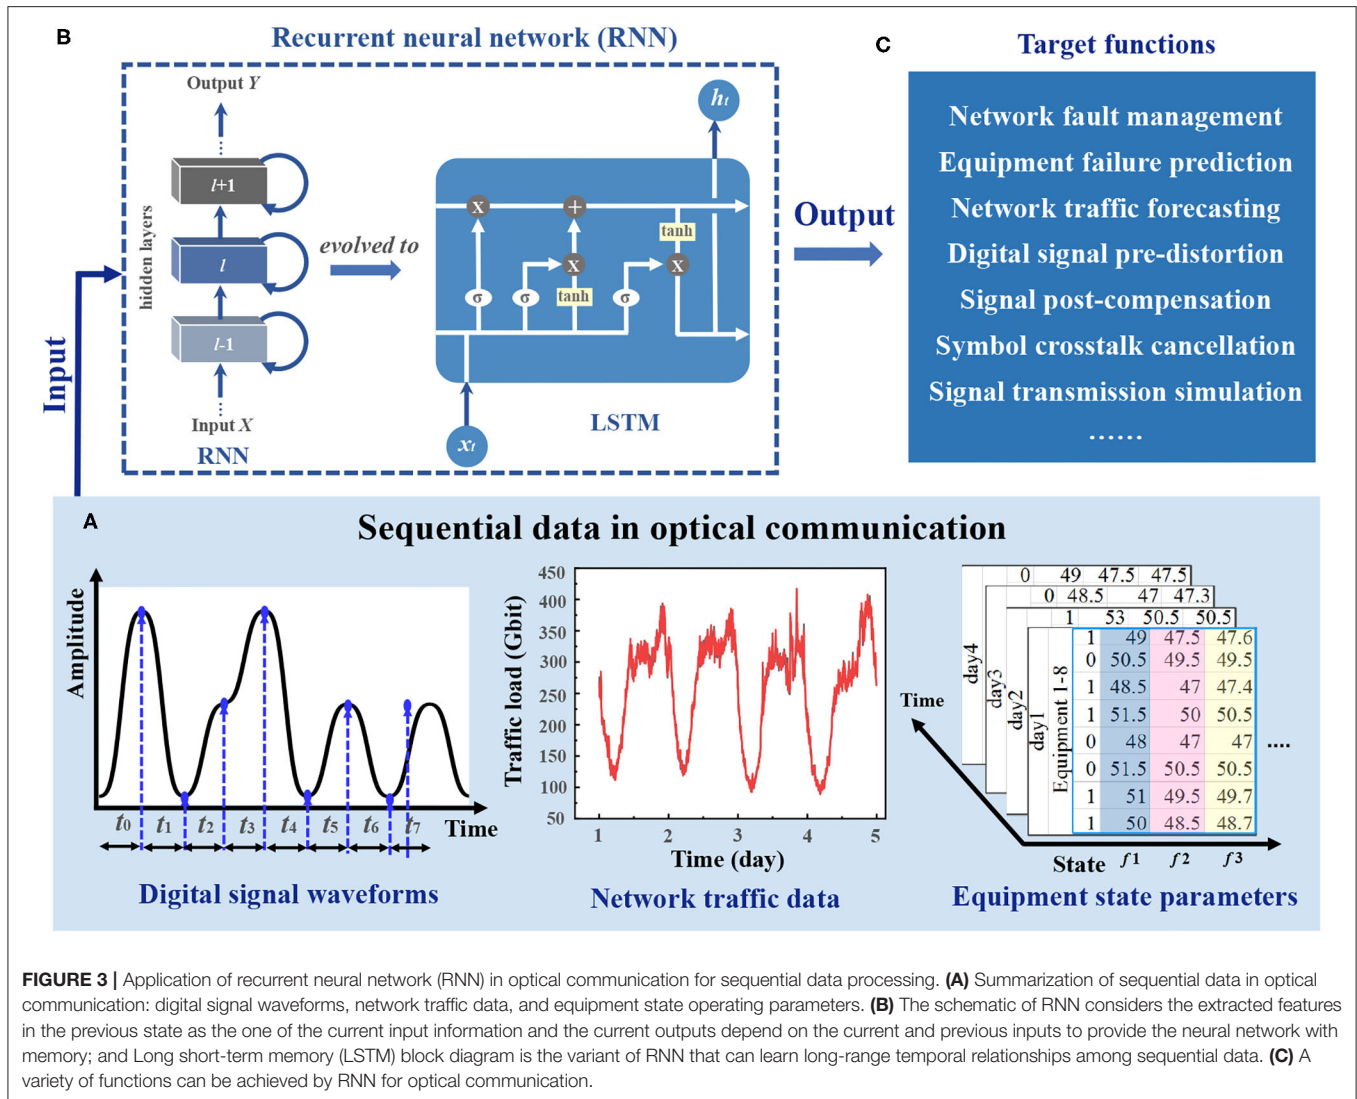 B
Recurrent neural network (RNN)
Output Y
l+1
hidden layers
l
l-1
Input X
RNN
evolved to
ht
x
+
tanh
x
x
σ
σ
tanh
σ
LSTM
xt
Input
Output
C
Target functions
Network fault management
Equipment failure prediction
Network traffic forecasting
Digital signal pre-distortion
Signal post-compensation
Symbol crosstalk cancellation
Signal transmission simulation
......
A
Sequential data in optical communication
Amplitude
t0 t1 t2 t3 t4 t5 t6 t7
Time
Digital signal waveforms
Traffic load (Gbit)
450
400
350
300
250
200
150
100
50
1 2 3 4 5
Time (day)
Network traffic data
Time
day4
day3
day2
day1
Equipment 1-8
0 49 47.5 47.5
0 48.5 47 47.3
1 53 50.5 50.5
1 49 47.5 47.6
0 50.5 49.5 49.5
1 48.5 47 47.4
1 51.5 50 50.5
0 48 47 47
0 51.5 50.5 50.5
1 51 49.5 49.7
1 50 48.5 48.7
....
State f1 f2 f3
Equipment state parameters
FIGURE 3 | Application of recurrent neural network (RNN) in optical communication for sequential data processing. (A) Summarization of sequential data in optical
communication: digital signal waveforms, network traffic data, and equipment state operating parameters. (B) The schematic of RNN considers the extracted features
in the previous state as the one of the current input information and the current outputs depend on the current and previous inputs to provide the neural network with
memory; and Long short-term memory (LSTM) block diagram is the variant of RNN that can learn long-range temporal relationships among sequential data. (C) A
variety of functions can be achieved by RNN for optical communication.